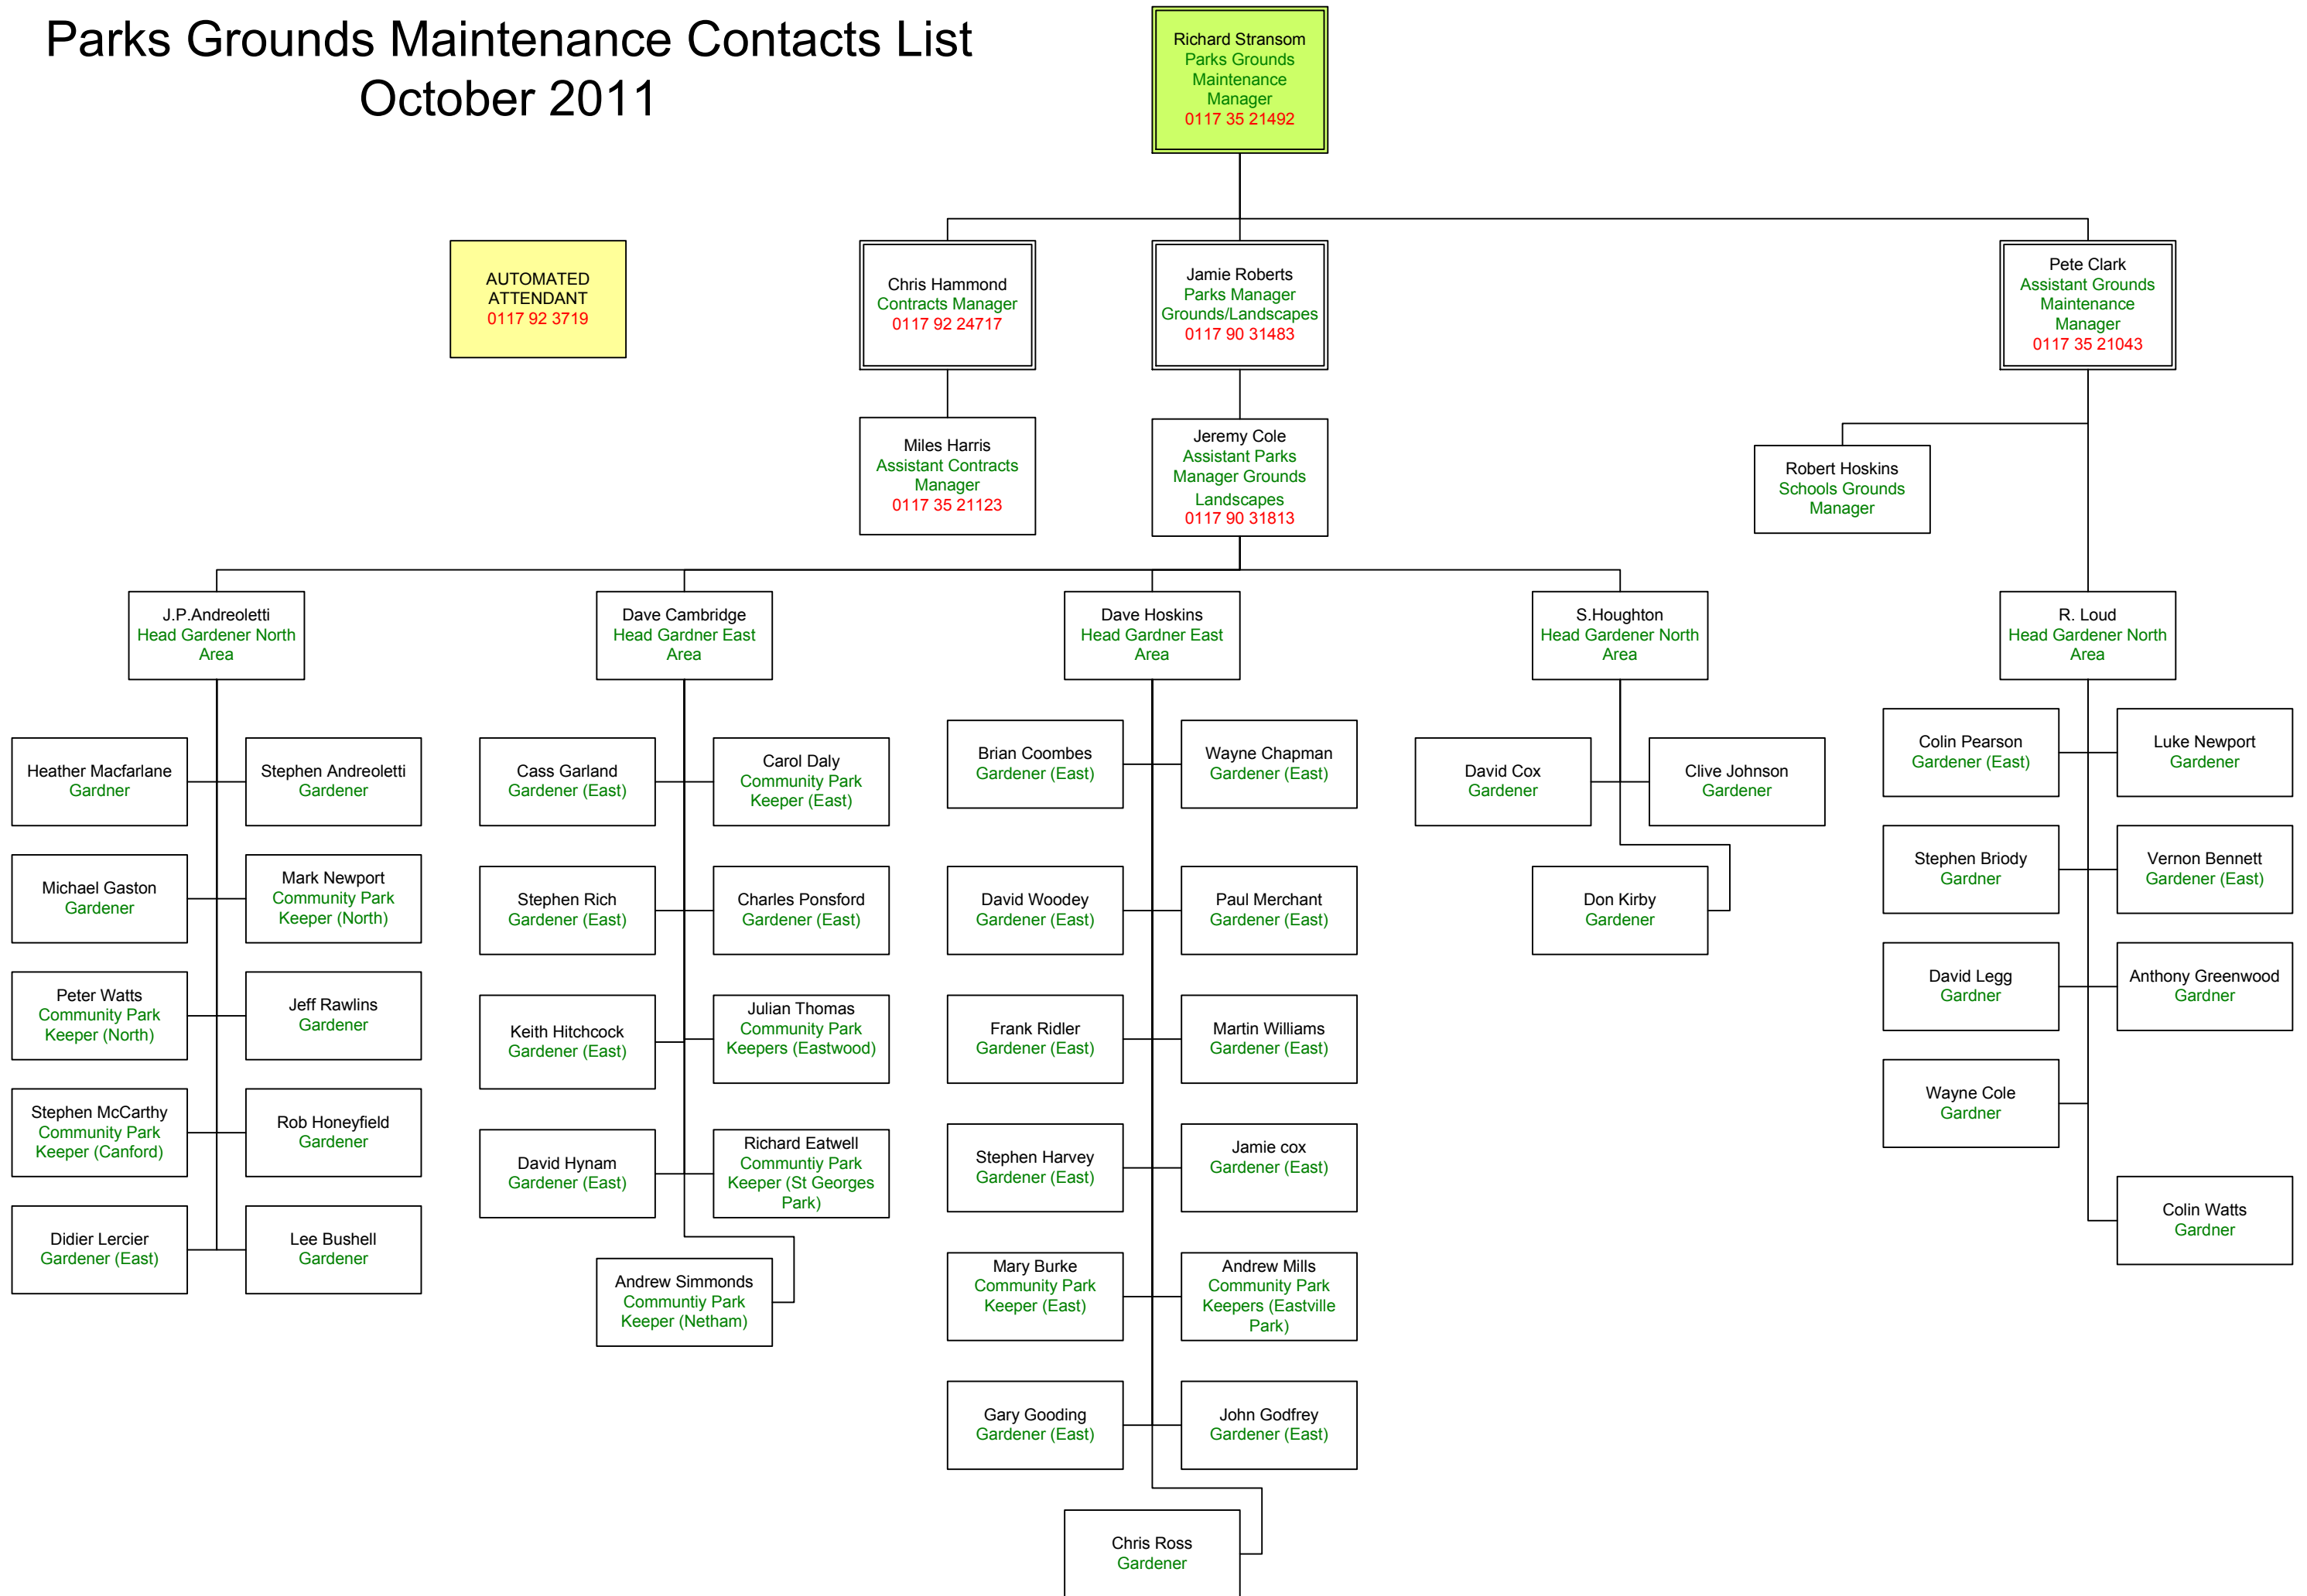 Parks Grounds Maintenance Contacts List
October 2011
Richard Stransom
Parks Grounds
Maintenance
Manager
0117 35 21492
AUTOMATED
ATTENDANT
0117 92 3719
Chris Hammond
Contracts Manager
0117 92 24717
Jamie Roberts
Parks Manager
Grounds/Landscapes
0117 90 31483
Pete Clark
Assistant Grounds
Maintenance
Manager
0117 35 21043
Miles Harris
Assistant Contracts
Manager
0117 35 21123
Jeremy Cole
Assistant Parks
Manager Grounds
Landscapes
0117 90 31813
Robert Hoskins
Schools Grounds
Manager
J.P.Andreoletti
Head Gardener North
Area
Dave Cambridge
Head Gardner East
Area
Dave Hoskins
Head Gardner East
Area
S.Houghton
Head Gardener North
Area
R. Loud
Head Gardener North
Area
Heather Macfarlane
Gardner
Stephen Andreoletti
Gardener
Michael Gaston
Gardener
Mark Newport
Community Park
Keeper (North)
Peter Watts
Community Park
Keeper (North)
Jeff Rawlins
Gardener
Stephen McCarthy
Community Park
Keeper (Canford)
Rob Honeyfield
Gardener
Didier Lercier
Gardener (East)
Lee Bushell
Gardener
Cass Garland
Gardener (East)
Carol Daly
Community Park
Keeper (East)
Stephen Rich
Gardener (East)
Charles Ponsford
Gardener (East)
Keith Hitchcock
Gardener (East)
Julian Thomas
Community Park
Keepers (Eastwood)
David Hynam
Gardener (East)
Richard Eatwell
Communtiy Park
Keeper (St Georges
Park)
Andrew Simmonds
Communtiy Park
Keeper (Netham)
Brian Coombes
Gardener (East)
Wayne Chapman
Gardener (East)
David Woodey
Gardener (East)
Paul Merchant
Gardener (East)
Frank Ridler
Gardener (East)
Martin Williams
Gardener (East)
Stephen Harvey
Gardener (East)
Jamie cox
Gardener (East)
Mary Burke
Community Park
Keeper (East)
Andrew Mills
Community Park
Keepers (Eastville
Park)
Gary Gooding
Gardener (East)
John Godfrey
Gardener (East)
Chris Ross
Gardener
David Cox
Gardener
Clive Johnson
Gardener
Don Kirby
Gardener
Colin Pearson
Gardener (East)
Luke Newport
Gardener
Stephen Briody
Gardner
Vernon Bennett
Gardener (East)
David Legg
Gardner
Anthony Greenwood
Gardner
Wayne Cole
Gardner
Colin Watts
Gardner